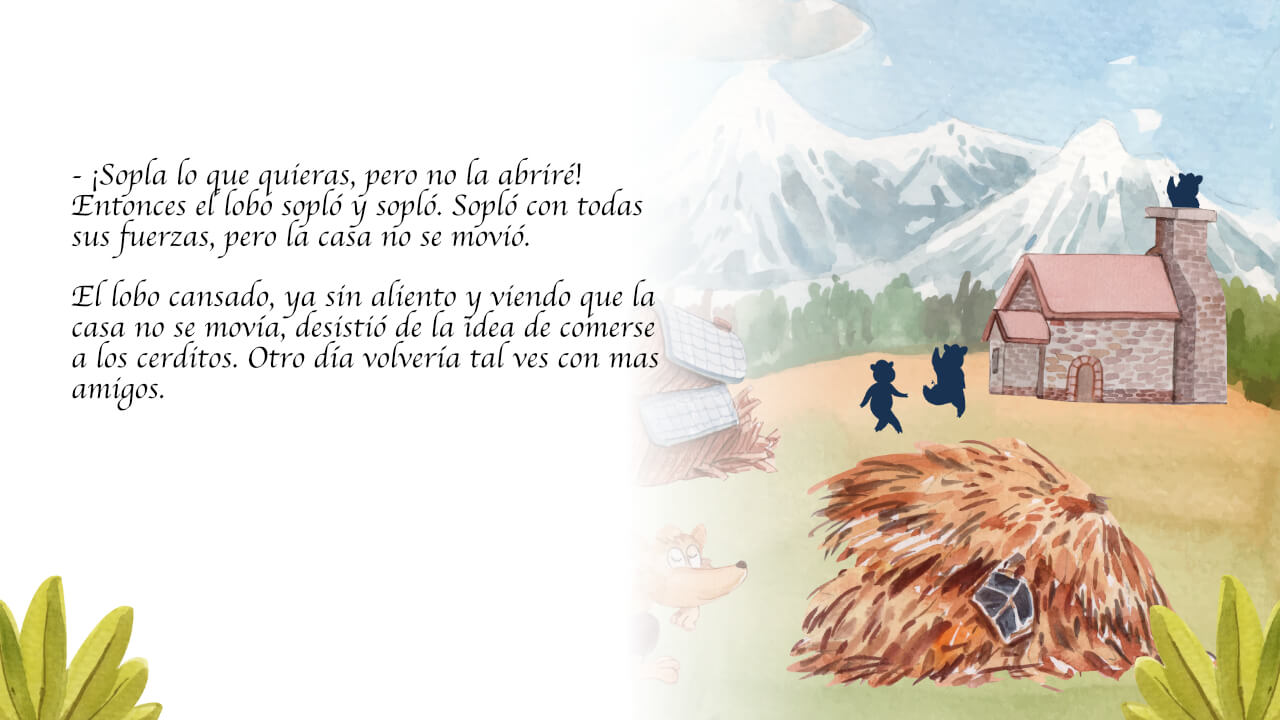 - ¡Sopla lo que quieras, pero no la abriré!
Entonces el lobo sopló y sopló. Sopló con todas
sus fuerzas, pero la casa no se movió.
El lobo cansado, ya sin aliento y viendo que la
casa no se movía, desistió de la idea de comerse
a los cerditos. Otro día volvería tal ves con mas
amigos.